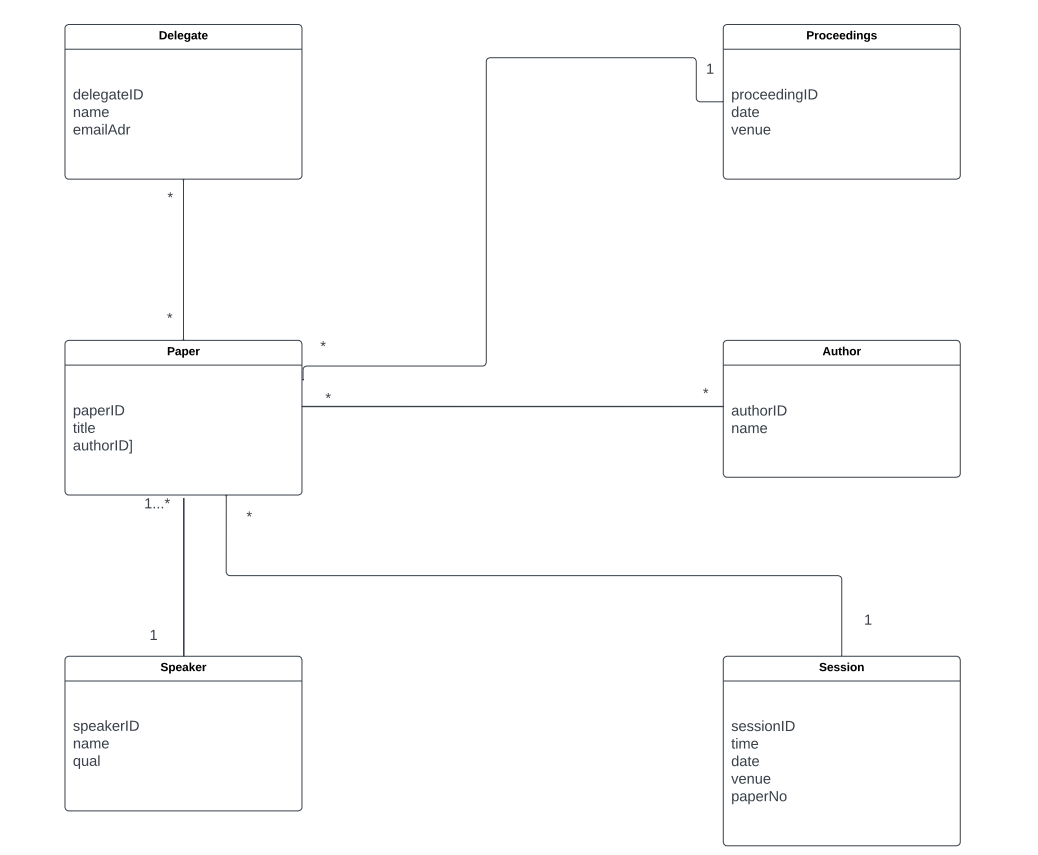 Delegate
delegateID
name
emailAdr
Proceedings
proceedingID
date
venue
1
*
*
Paper
paperID
title
authorID]
*
*
*
Author
authorID
name
1...*
*
1
1
Speaker
speakerID
name
qual
Session
sessionID
time
date
venue
paperNo